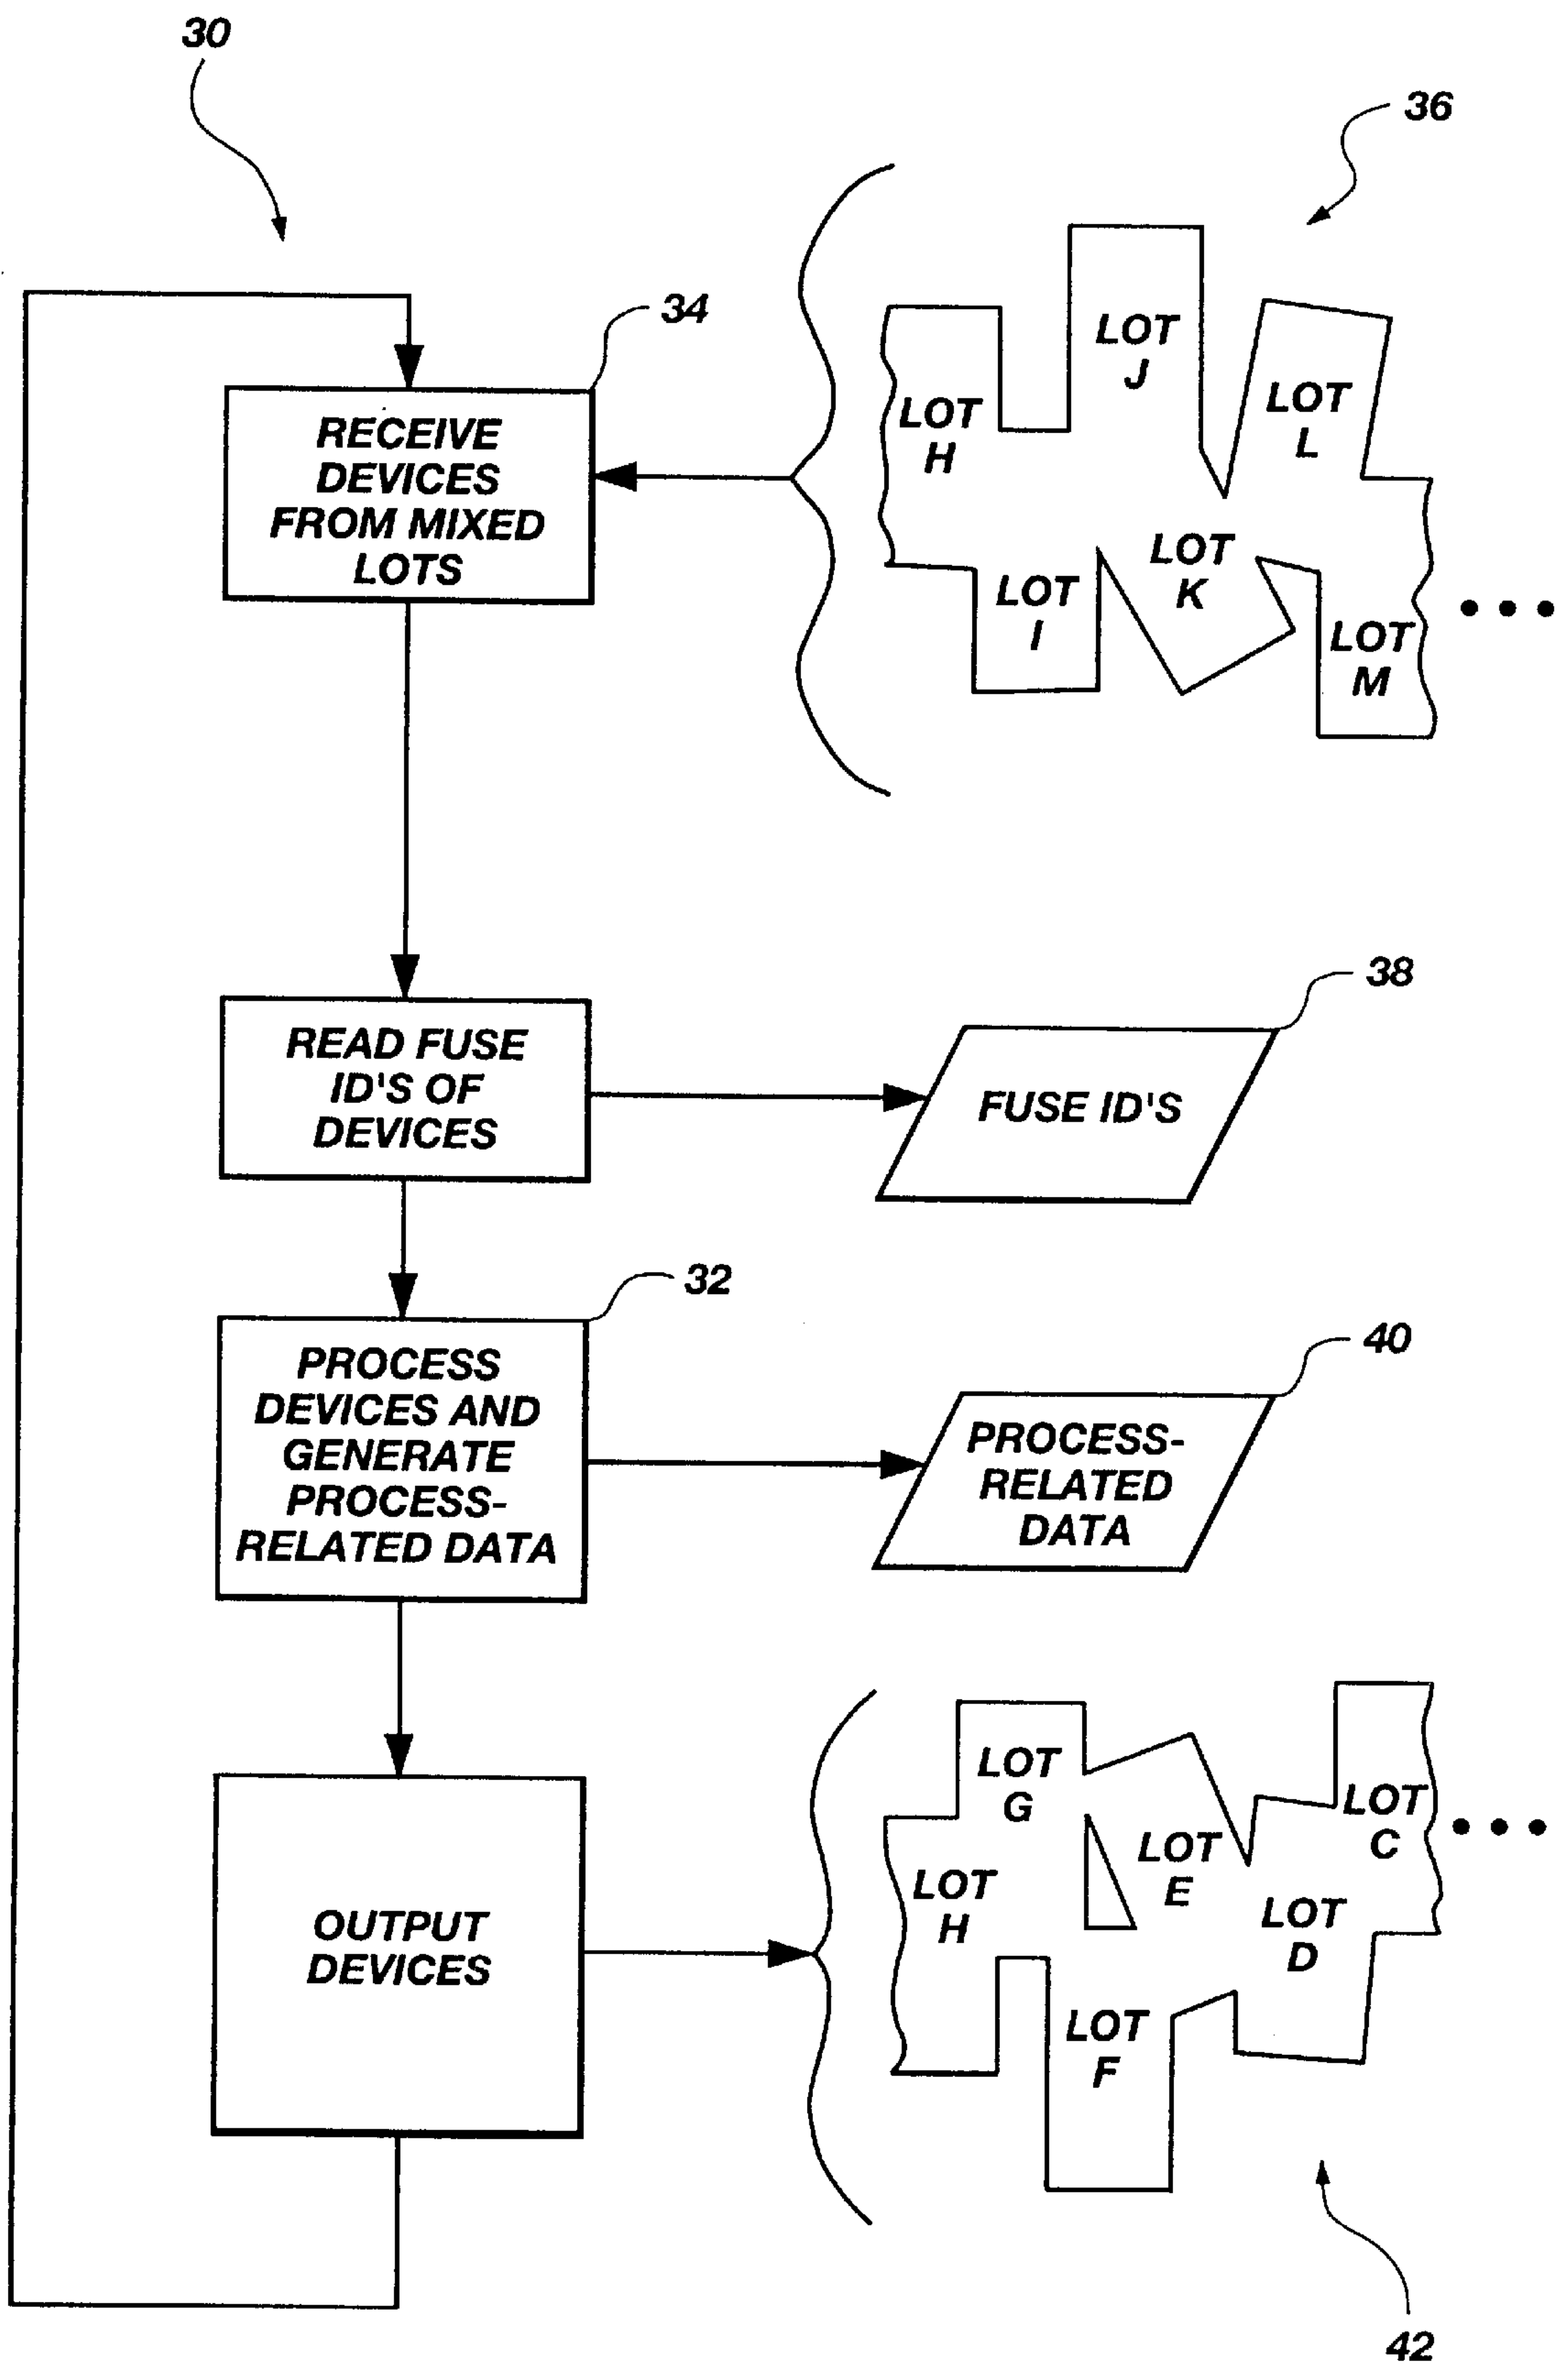 30
36
34
RECEIVE
DEVICES
FROM MIXED
LOTS
LOT
H
LOT
J
LOT
L
LOT
I
LOT
K
LOT
M
READ FUSE
ID'S OF
DEVICES
38
FUSE ID'S
32
PROCESS
DEVICES AND
GENERATE
PROCESS-
RELATED DATA
40
PROCESS-
RELATED
DATA
OUTPUT
DEVICES
LOT
G
LOT
H
LOT
E
LOT
C
LOT
D
LOT
F
42